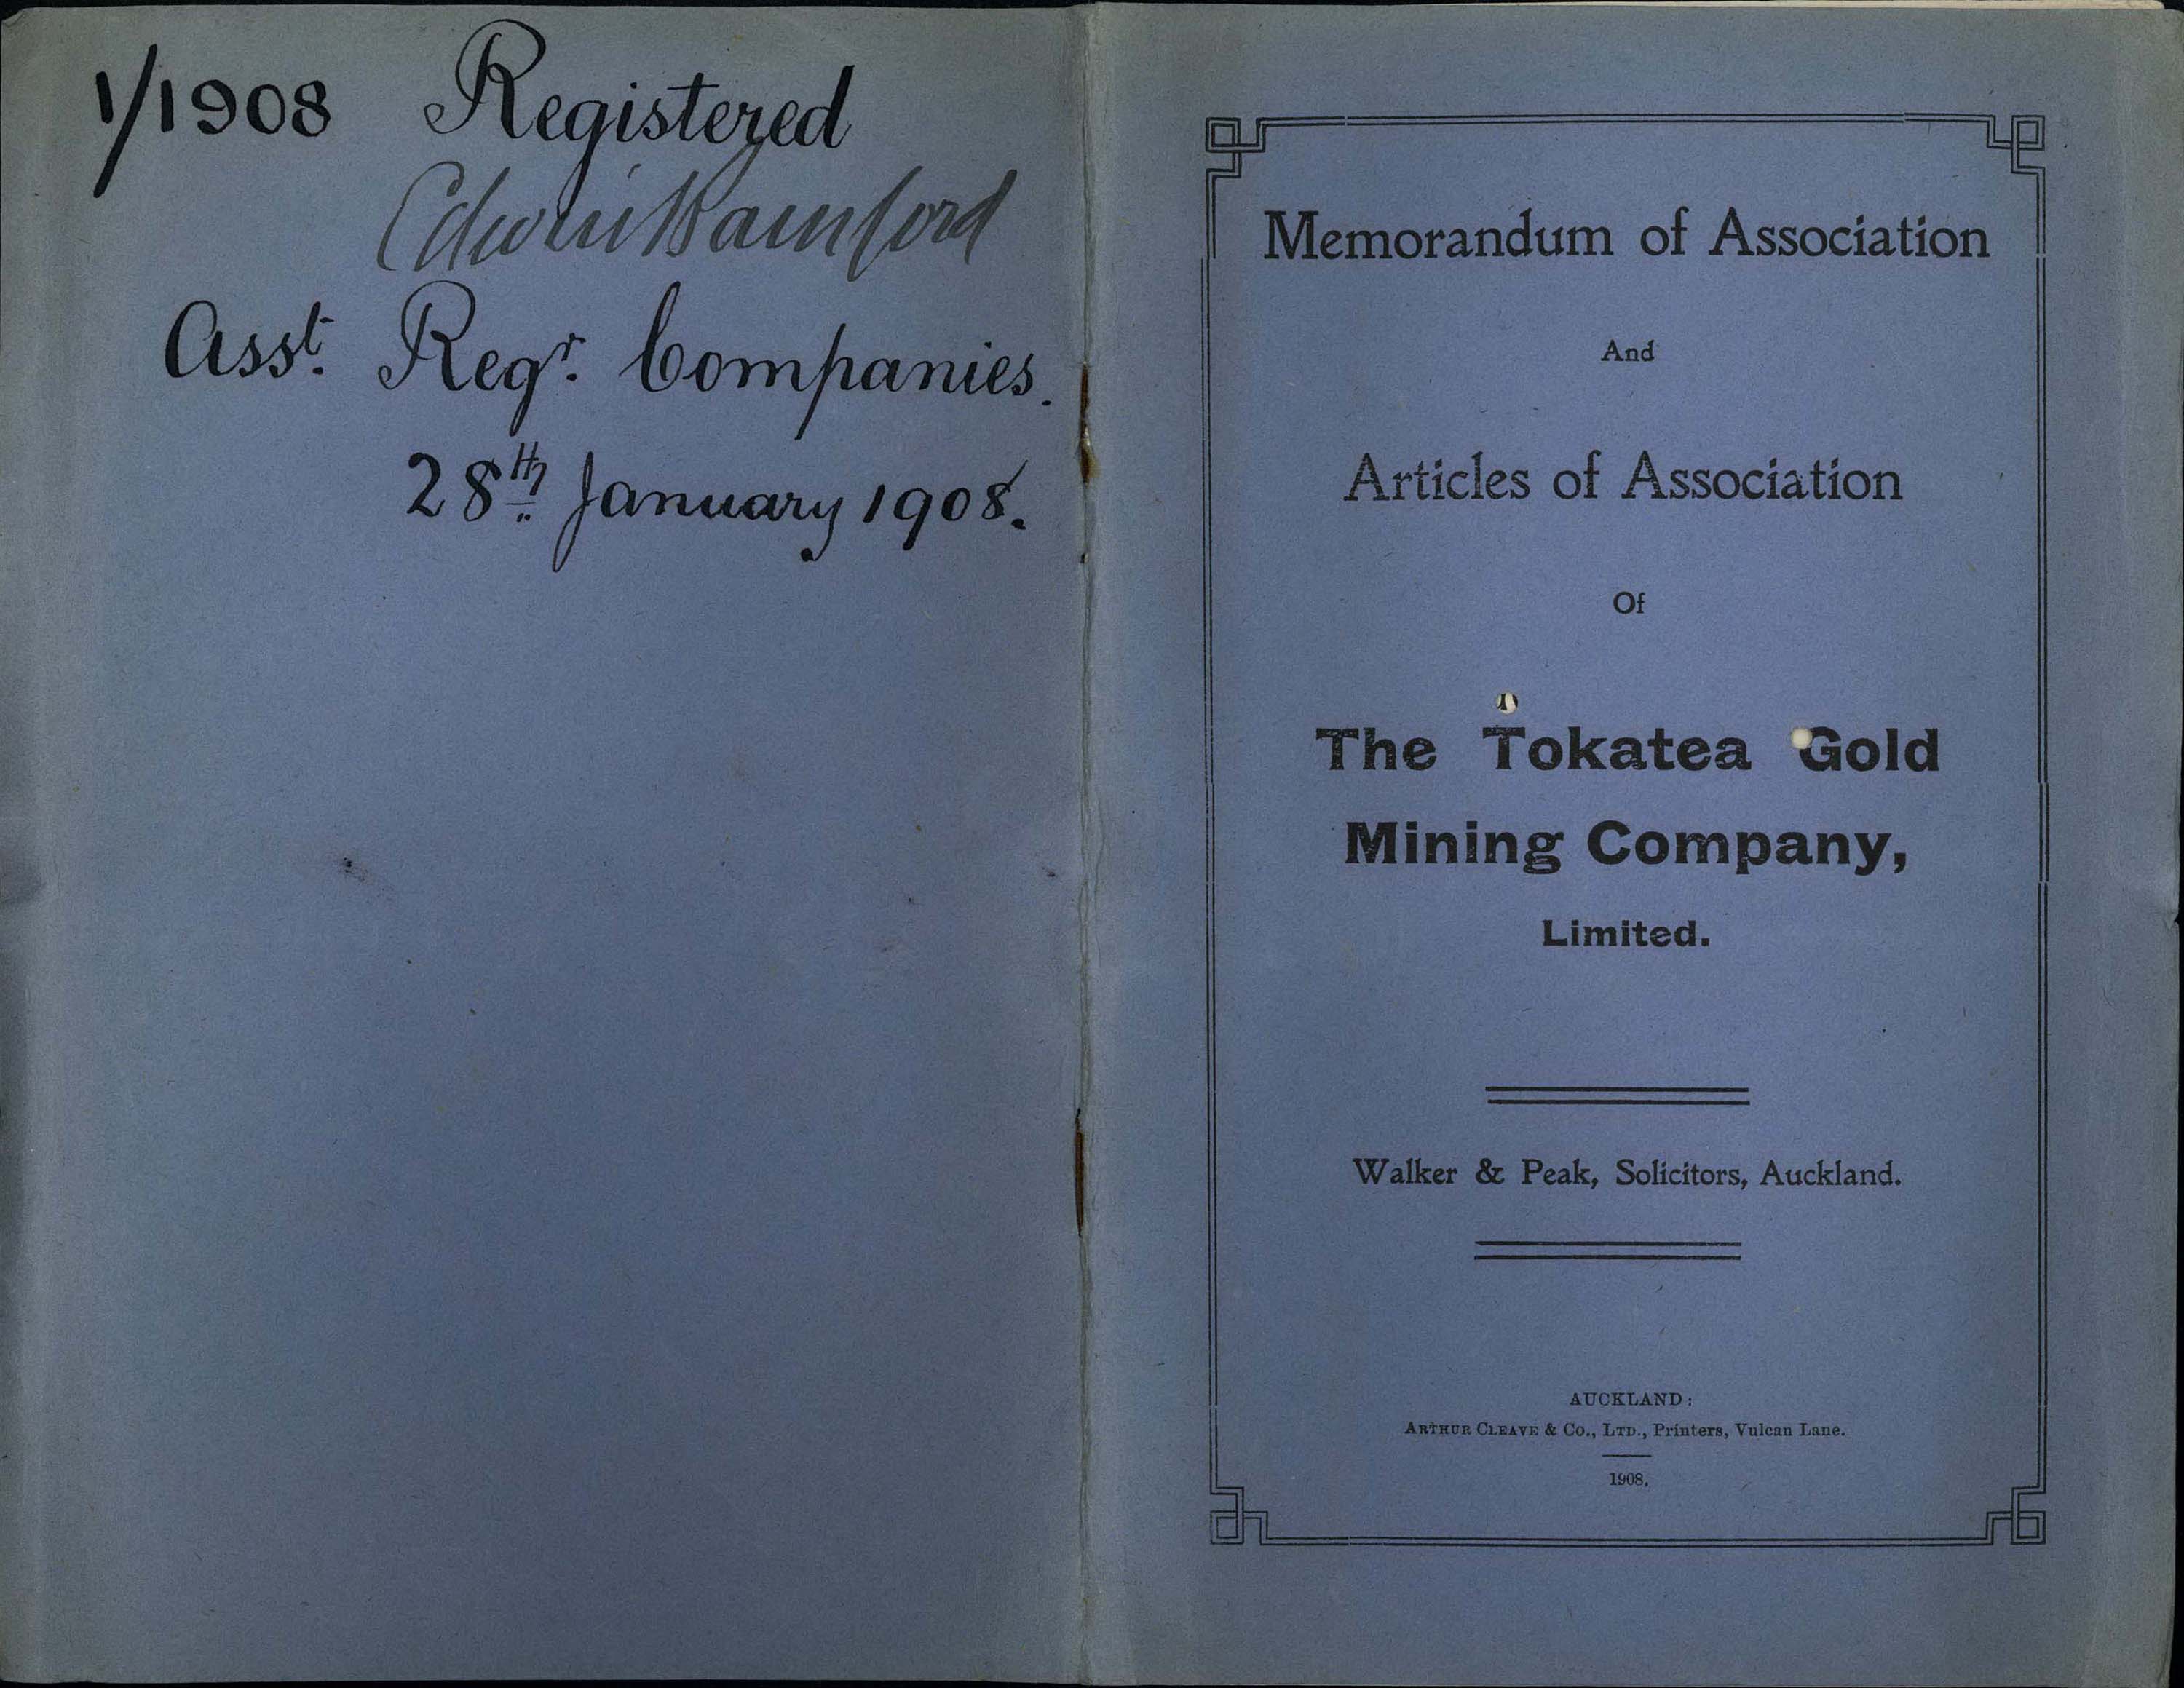 1/1908 Registered
Edwin Bamford
Asst. Regr. Companies.
28th January 1908.
Memorandum of Association
And
Articles of Association
Of
The Tokatea Gold
Mining Company,
Limited.
Walker & Peak, Solicitors, Auckland.
AUCKLAND:
ARTHUR CLEAVE & CO., LTD., Printers, Vulcan Lane.
1908.